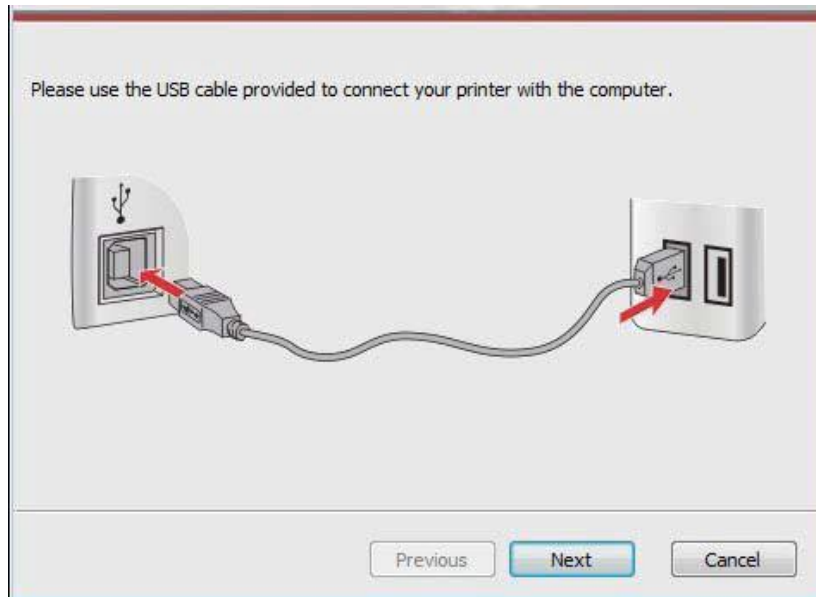 Please use the USB cable provided to connect your printer with the computer.
Previous
Next
Cancel